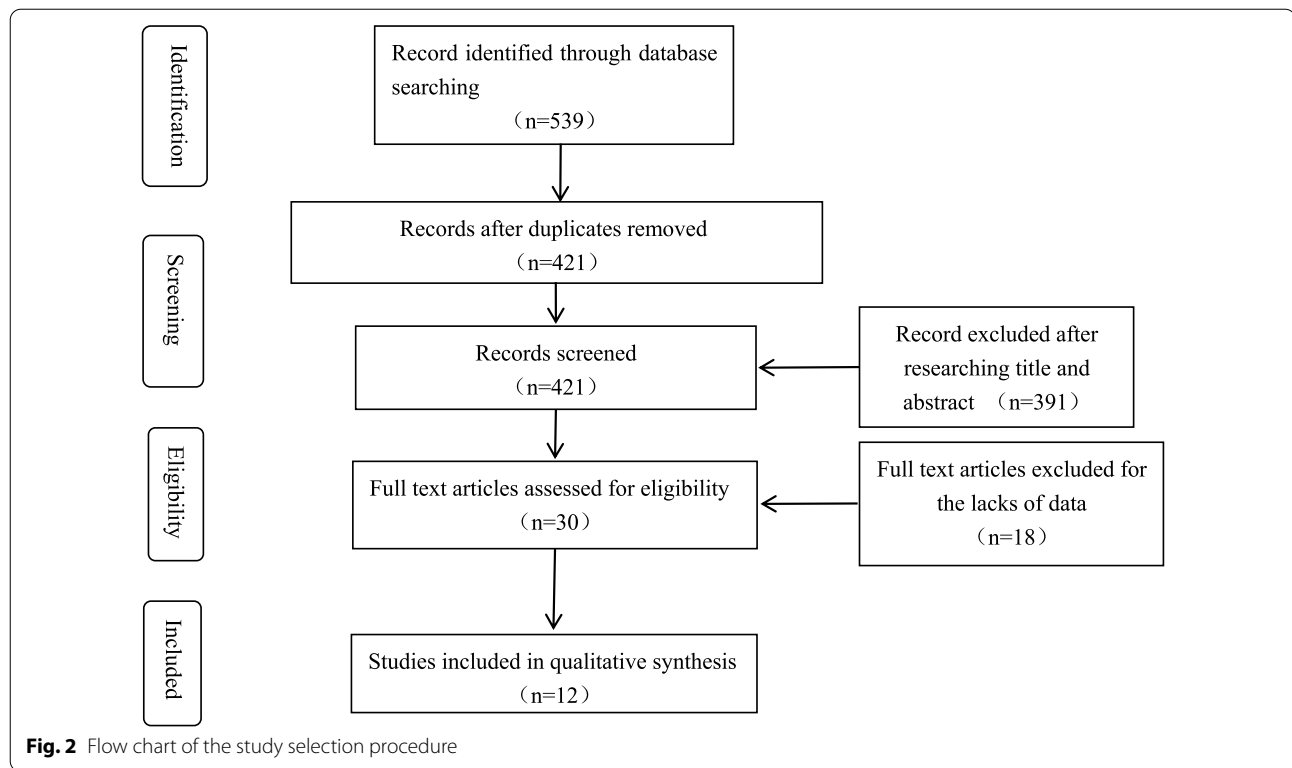 Identification
Record identified through database
searching
（n=539）
Records after duplicates removed
（n=421）
Screening
Records screened
（n=421）
Record excluded after
researching title and
abstract （n=391）
Eligibility
Full text articles assessed for eligibility
（n=30）
Full text articles excluded for
the lacks of data
（n=18）
Included
Studies included in qualitative synthesis
（n=12）
Fig. 2 Flow chart of the study selection procedure